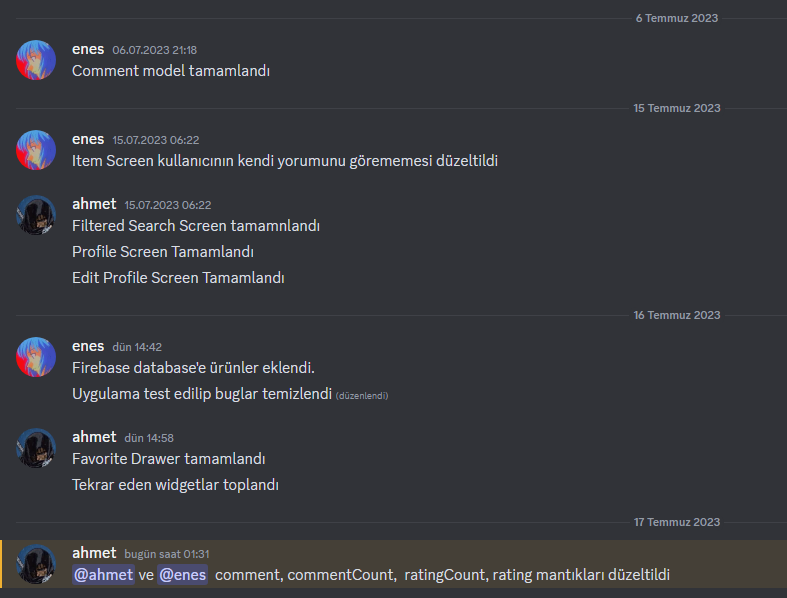 6 Temmuz 2023
enes 06.07.2023 21:18
Comment model tamamlandı
15 Temmuz 2023
enes 15.07.2023 06:22
Item Screen kullanıcının kendi yorumunu görememesi düzeltildi
ahmet 15.07.2023 06:22
Filtered Search Screen tamamnlandı
Profile Screen Tamamlandı
Edit Profile Screen Tamamlandı
16 Temmuz 2023
enes dün 14:42
Firebase database'e ürünler eklendi.
Uygulama test edilip buglar temizlendi (düzenlendi)
ahmet dün 14:58
Favorite Drawer tamamlandı
Tekrar eden widgetlar toplandı
17 Temmuz 2023
ahmet bugün saat 01:31
@ahmet ve @enes comment, commentCount, ratingCount, rating mantıkları düzeltildi